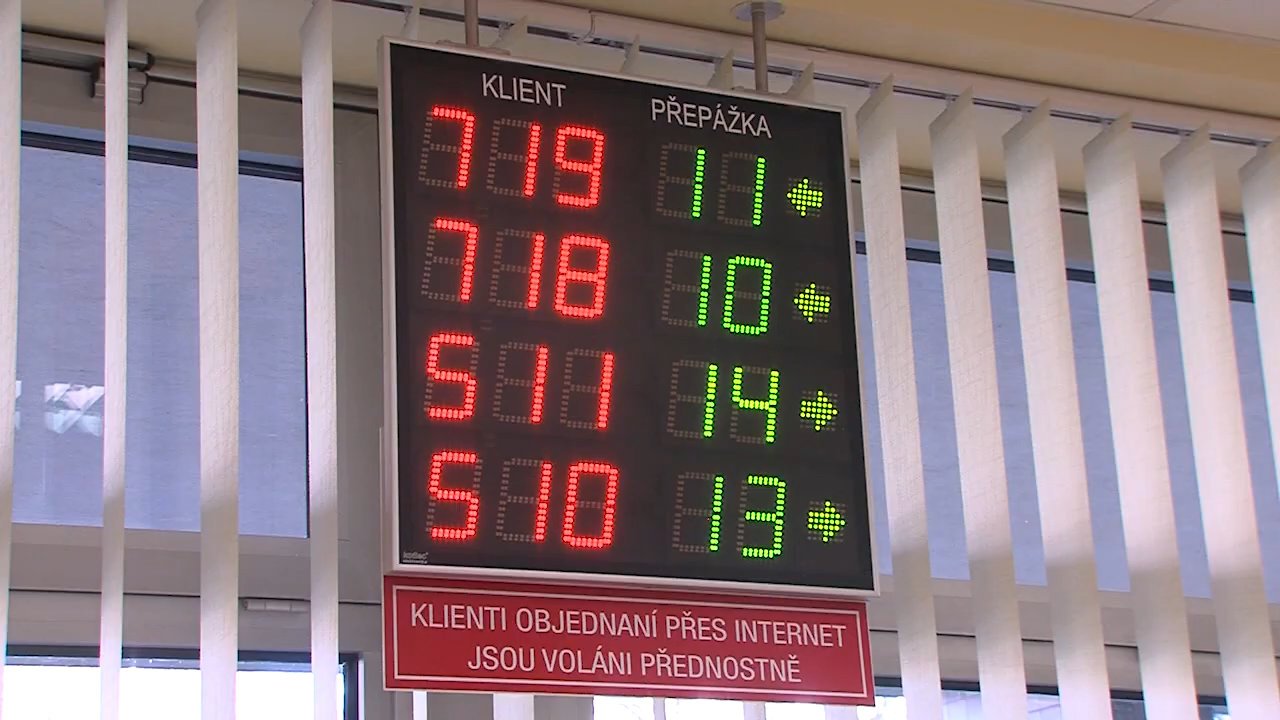 KLIENT PŘEPÁŽKA
719 11
718 10
511 14
510 13
KLIENTI OBJEDNANÍ PŘES INTERNET
JSOU VOLÁNI PŘEDNOSTNĚ